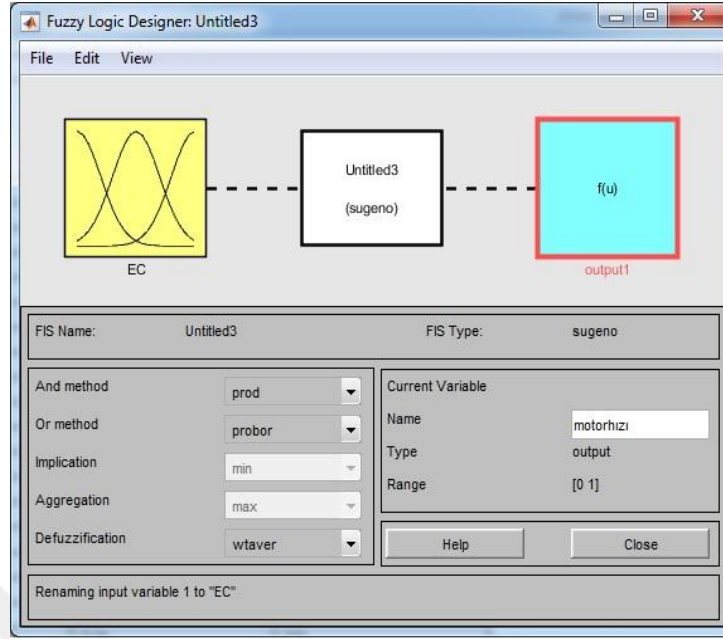 Fuzzy Logic Designer: Untitled3
File Edit View
Untitled3
(sugeno)
f(u)
EC
output1
FIS Name: Untitled3 FIS Type: sugeno
And method prod
Or method probor
Implication min
Aggregation max
Defuzzification wtaver
Current Variable
Name motorhızı
Type output
Range [0 1]
Help Close
Renaming input variable 1 to "EC"